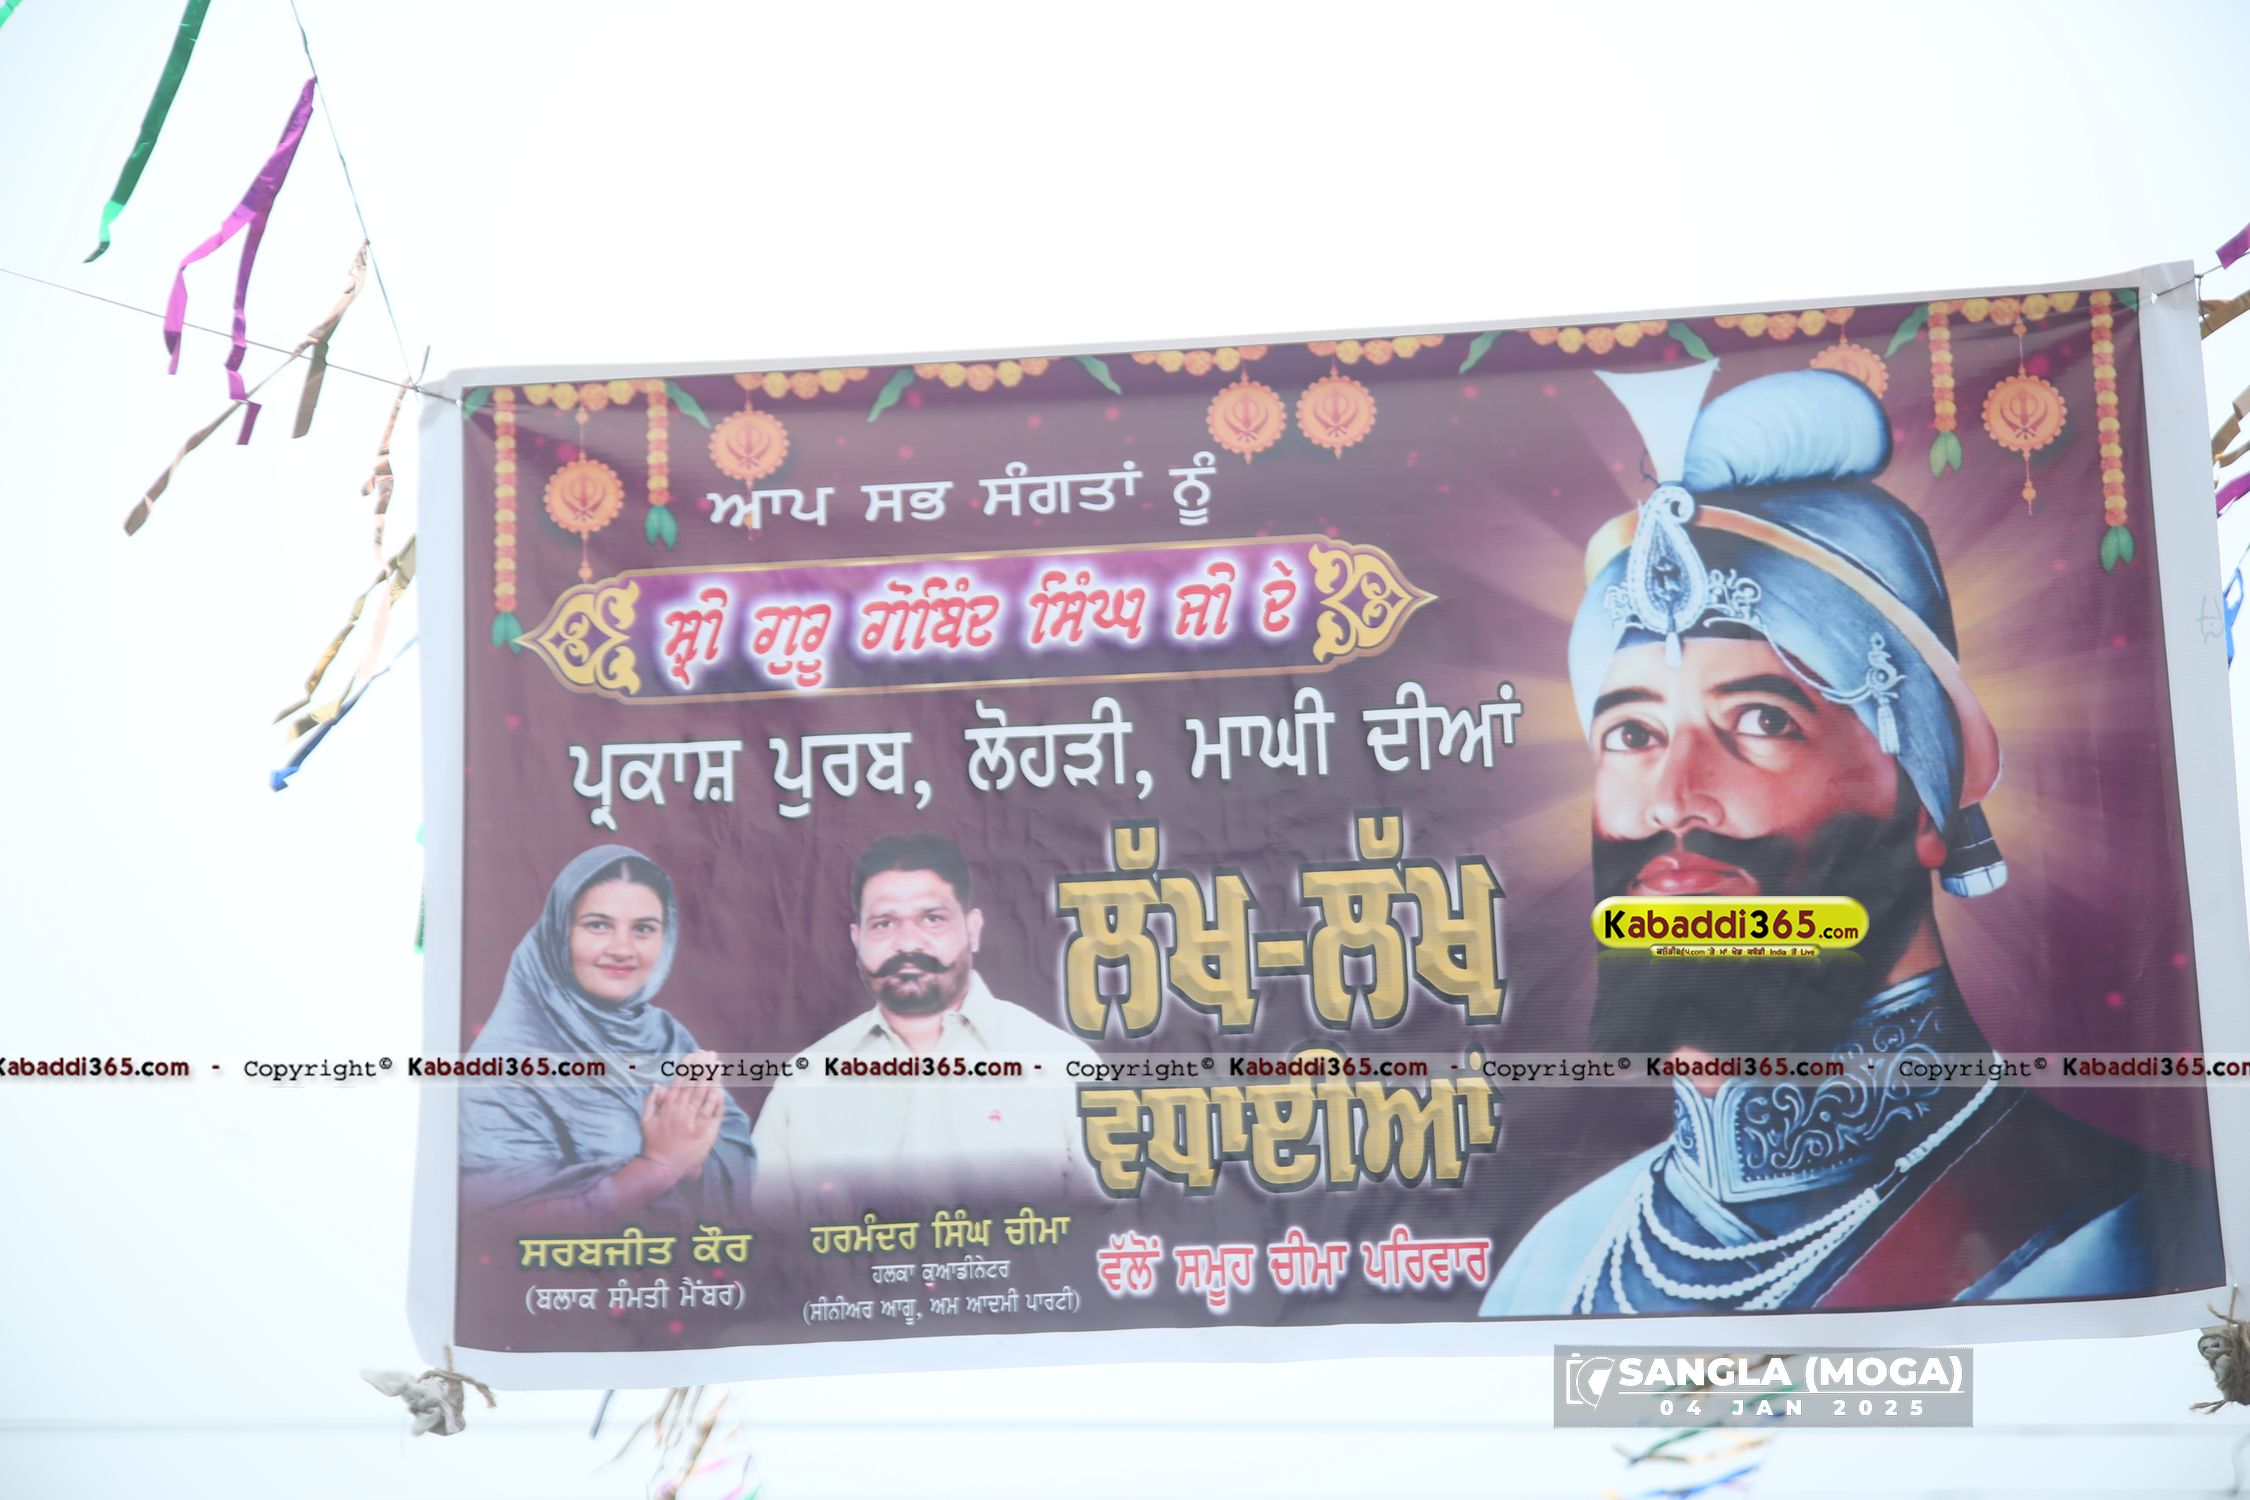 ਆਪ ਸਭ ਸੰਗਤਾਂ ਨੂੰ
ਸ਼੍ਰੀ ਗੁਰੂ ਗੋਬਿੰਦ ਸਿੰਘ ਜੀ ਦੇ
ਪ੍ਰਕਾਸ਼ ਪੁਰਬ, ਲੋਹੜੀ, ਮਾਘੀ ਦੀਆਂ
ਲੱਖ-ਲੱਖ
ਵਧਾਈਆਂ
Kabaddi365.com
Kabaddi365.com - Copyright© Kabaddi365.com - Copyright© Kabaddi365.com - Copyright© Kabaddi365.com - Copyright© Kabaddi365.com - Copyright© Kabaddi365.com
ਸਰਬਜੀਤ ਕੌਰ
(ਬਲਾਕ ਸੰਮਤੀ ਮੈਂਬਰ)
ਹਰਮੰਦਰ ਸਿੰਘ ਚੀਮਾ
ਹਲਕਾ ਕੁਆਡੀਨੇਟਰ
(ਸੀਨੀਅਰ ਆਗੂ, ਅਮ ਆਦਮੀ ਪਾਰਟੀ)
ਵੱਲੋਂ ਸਮੂਹ ਚੀਮਾ ਪਰਿਵਾਰ
SANGLA (MOGA)
04 JAN 2025